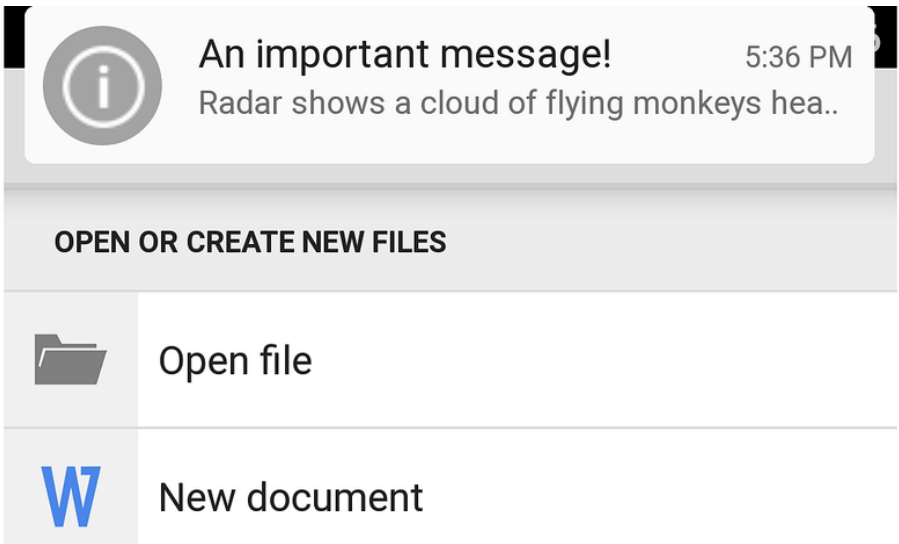 An important message!
5:36 PM
Radar shows a cloud of flying monkeys hea..
OPEN OR CREATE NEW FILES
Open file
New document